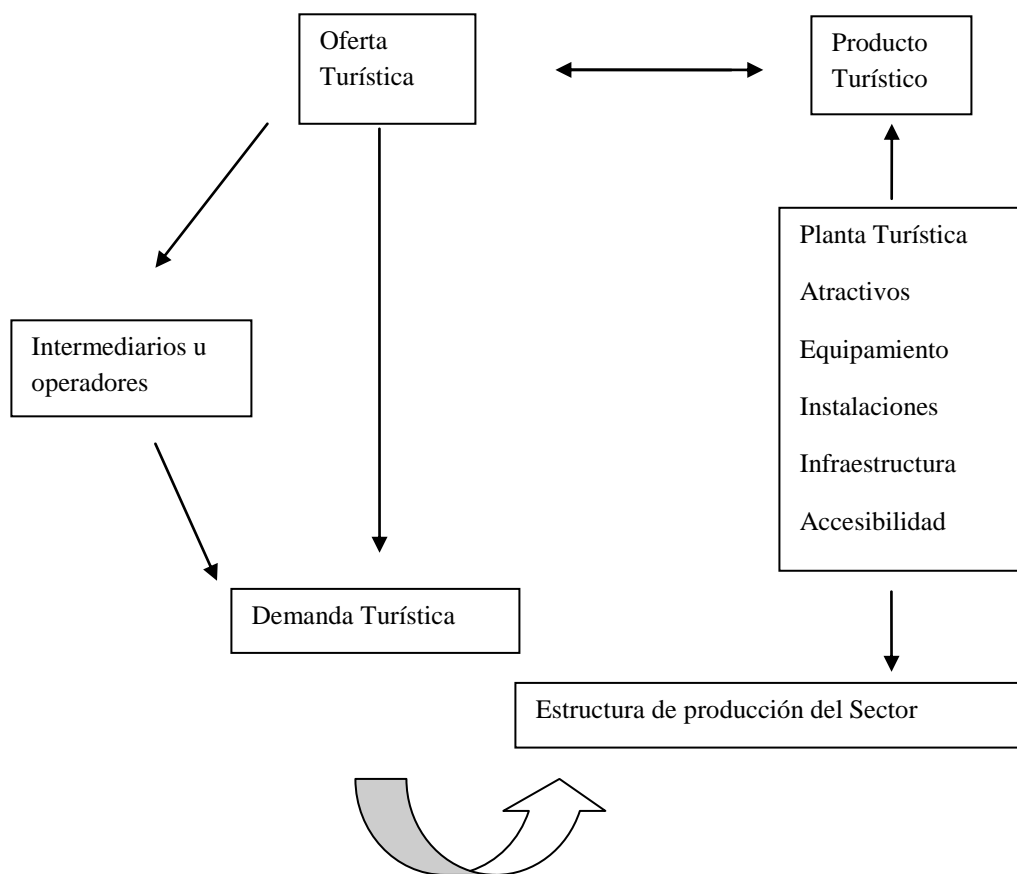 Oferta
Turística
Producto
Turístico
Planta Turística
Atractivos
Equipamiento
Instalaciones
Infraestructura
Accesibilidad
Intermediarios u
operadores
Demanda Turística
Estructura de producción del Sector